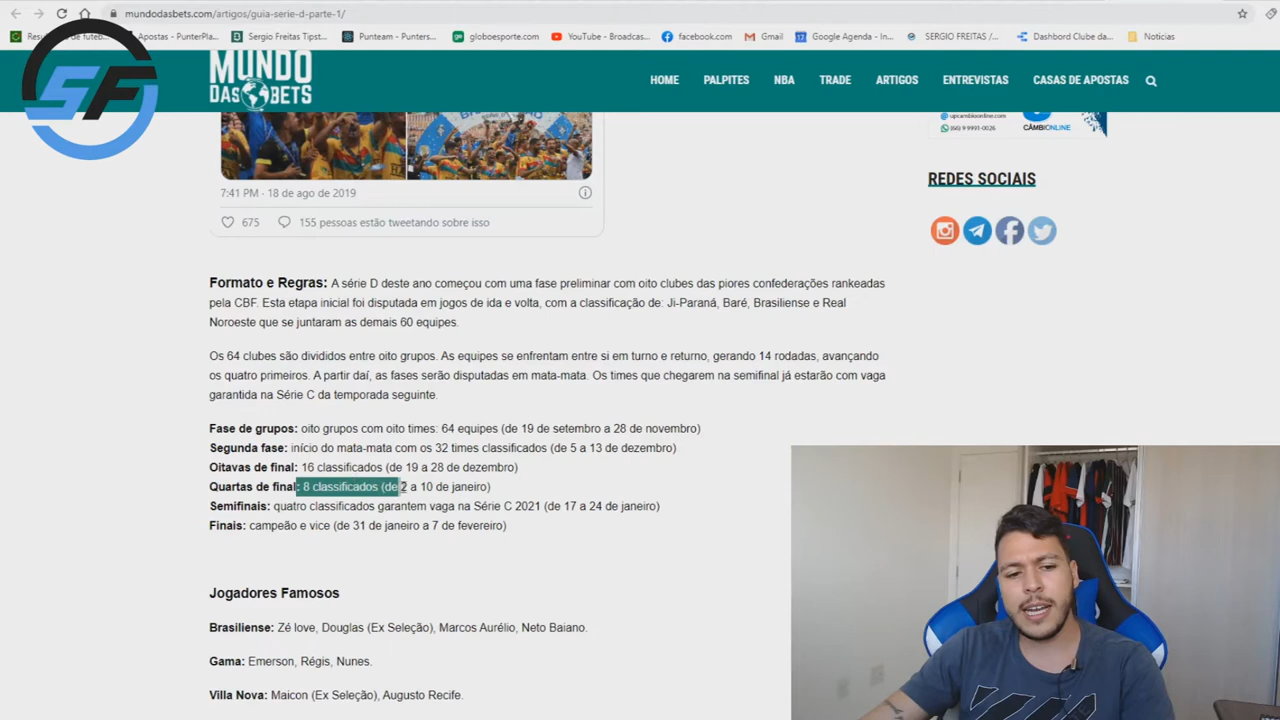 mundodasbets.com/artigos/guia-serie-d-parte-1/
Apostas - PunterPla...
Sergio Freitas Tipst...
Punteam - Punters...
globoesporte.com
YouTube - Broadcas...
facebook.com
Gmail
Google Agenda - In...
SERGIO FREITAS /...
Dashbord Clube da...
Noticias
SF
MUNDO
DAS BETS
HOME
PALPITES
NBA
TRADE
ARTIGOS
ENTREVISTAS
CASAS DE APOSTAS
upcambioonline.com
(66) 9 9991-0026
CÂMBIONLINE
7:41 PM · 18 de ago de 2019
675
155 pessoas estão tweetando sobre isso
REDES SOCIAIS
Formato e Regras: A série D deste ano começou com uma fase preliminar com oito clubes das piores confederações rankeadas
pela CBF. Esta etapa inicial foi disputada em jogos de ida e volta, com a classificação de: Ji-Paraná, Baré, Brasiliense e Real
Noroeste que se juntaram as demais 60 equipes.
Os 64 clubes são divididos entre oito grupos. As equipes se enfrentam entre si em turno e returno, gerando 14 rodadas, avançando
os quatro primeiros. A partir daí, as fases serão disputadas em mata-mata. Os times que chegarem na semifinal já estarão com vaga
garantida na Série C da temporada seguinte.
Fase de grupos: oito grupos com oito times: 64 equipes (de 19 de setembro a 28 de novembro)
Segunda fase: início do mata-mata com os 32 times classificados (de 5 a 13 de dezembro)
Oitavas de final: 16 classificados (de 19 a 28 de dezembro)
Quartas de final: 8 classificados (de 2 a 10 de janeiro)
Semifinais: quatro classificados garantem vaga na Série C 2021 (de 17 a 24 de janeiro)
Finais: campeão e vice (de 31 de janeiro a 7 de fevereiro)
Jogadores Famosos
Brasiliense: Zé love, Douglas (Ex Seleção), Marcos Aurélio, Neto Baiano.
Gama: Emerson, Régis, Nunes.
Villa Nova: Maicon (Ex Seleção), Augusto Recife.